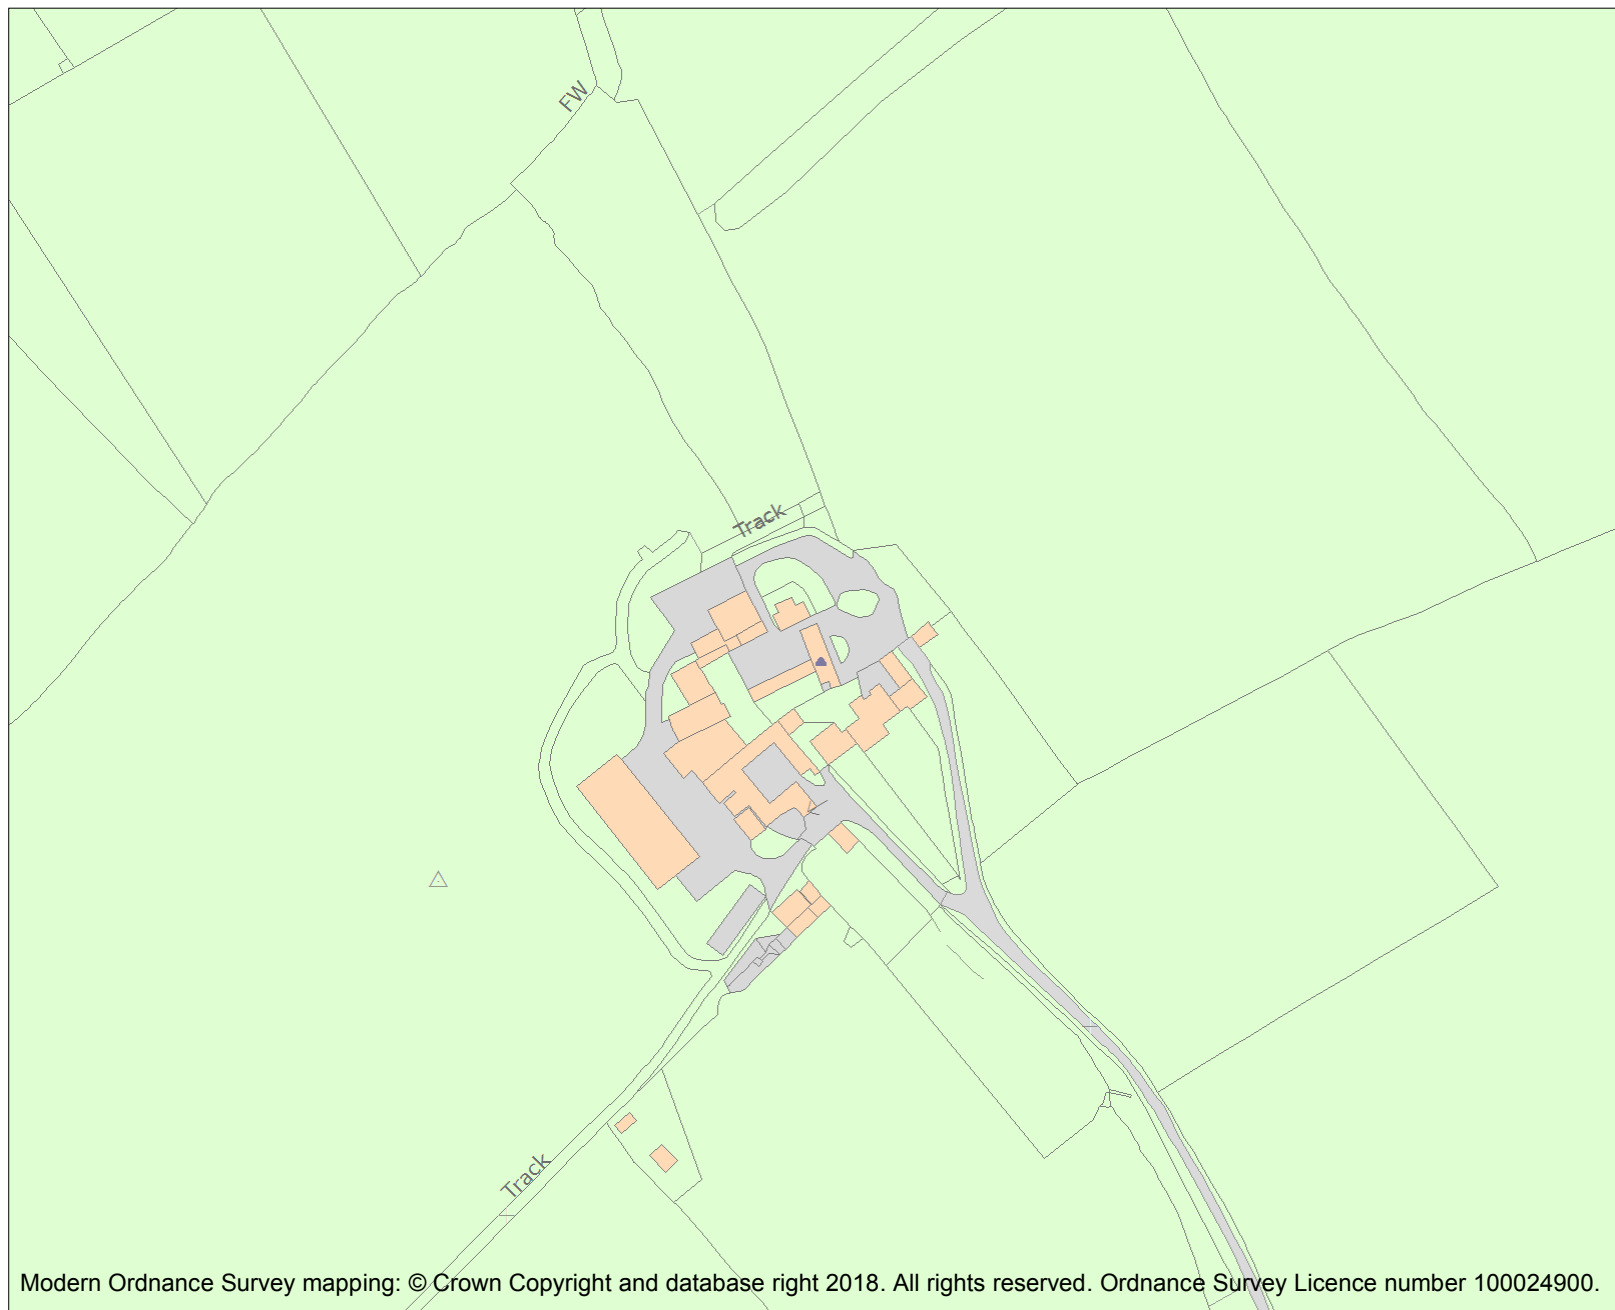 FW
Track
Track
Modern Ordnance Survey mapping: © Crown Copyright and database right 2018. All rights reserved. Ordnance Survey Licence number 100024900.